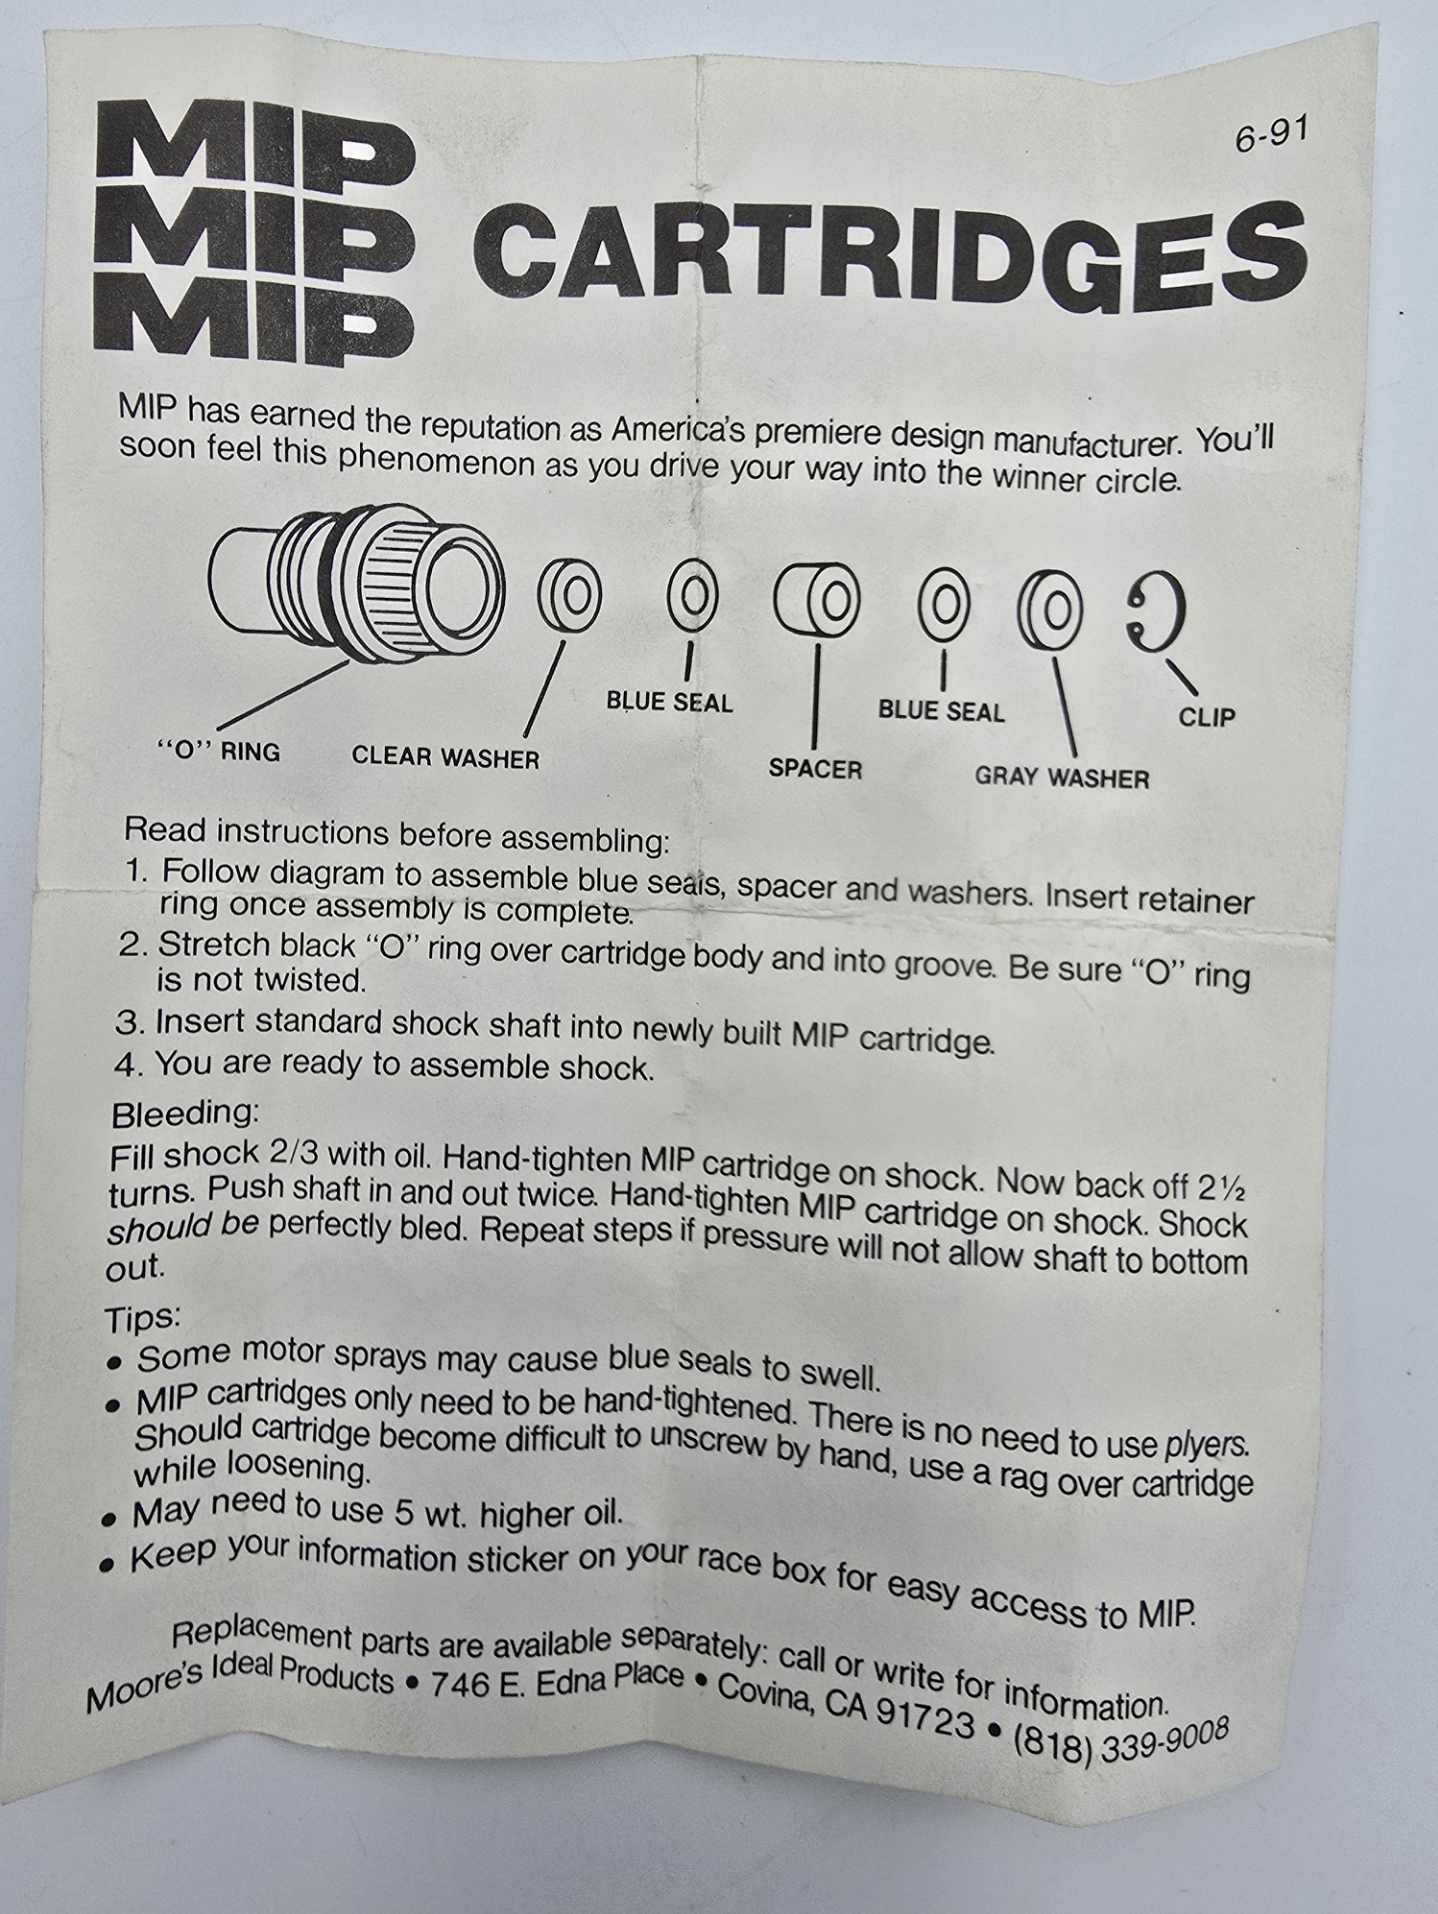 MIP
MIP
MIP
6-91
CARTRIDGES
MIP has earned the reputation as America's premiere design manufacturer. You'll
soon feel this phenomenon as you drive your way into the winner circle.
BLUE SEAL
BLUE SEAL
CLIP
"O" RING
CLEAR WASHER
SPACER
GRAY WASHER
Read instructions before assembling:
1. Follow diagram to assemble blue seals, spacer and washers. Insert retainer
ring once assembly is complete.
2. Stretch black "O" ring over cartridge body and into groove. Be sure "O" ring
is not twisted.
3. Insert standard shock shaft into newly built MIP cartridge.
4. You are ready to assemble shock.
Bleeding:
Fill shock 2/3 with oil. Hand-tighten MIP cartridge on shock. Now back off 2½
turns. Push shaft in and out twice. Hand-tighten MIP cartridge on shock. Shock
should be perfectly bled. Repeat steps if pressure will not allow shaft to bottom
out.
Tips:
• Some motor sprays may cause blue seals to swell.
• MIP cartridges only need to be hand-tightened. There is no need to use plyers.
Should cartridge become difficult to unscrew by hand, use a rag over cartridge
while loosening.
• May need to use 5 wt. higher oil.
• Keep your information sticker on your race box for easy access to MIP.
Replacement parts are available separately: call or write for information.
Moore's Ideal Products • 746 E. Edna Place • Covina, CA 91723 • (818) 339-9008